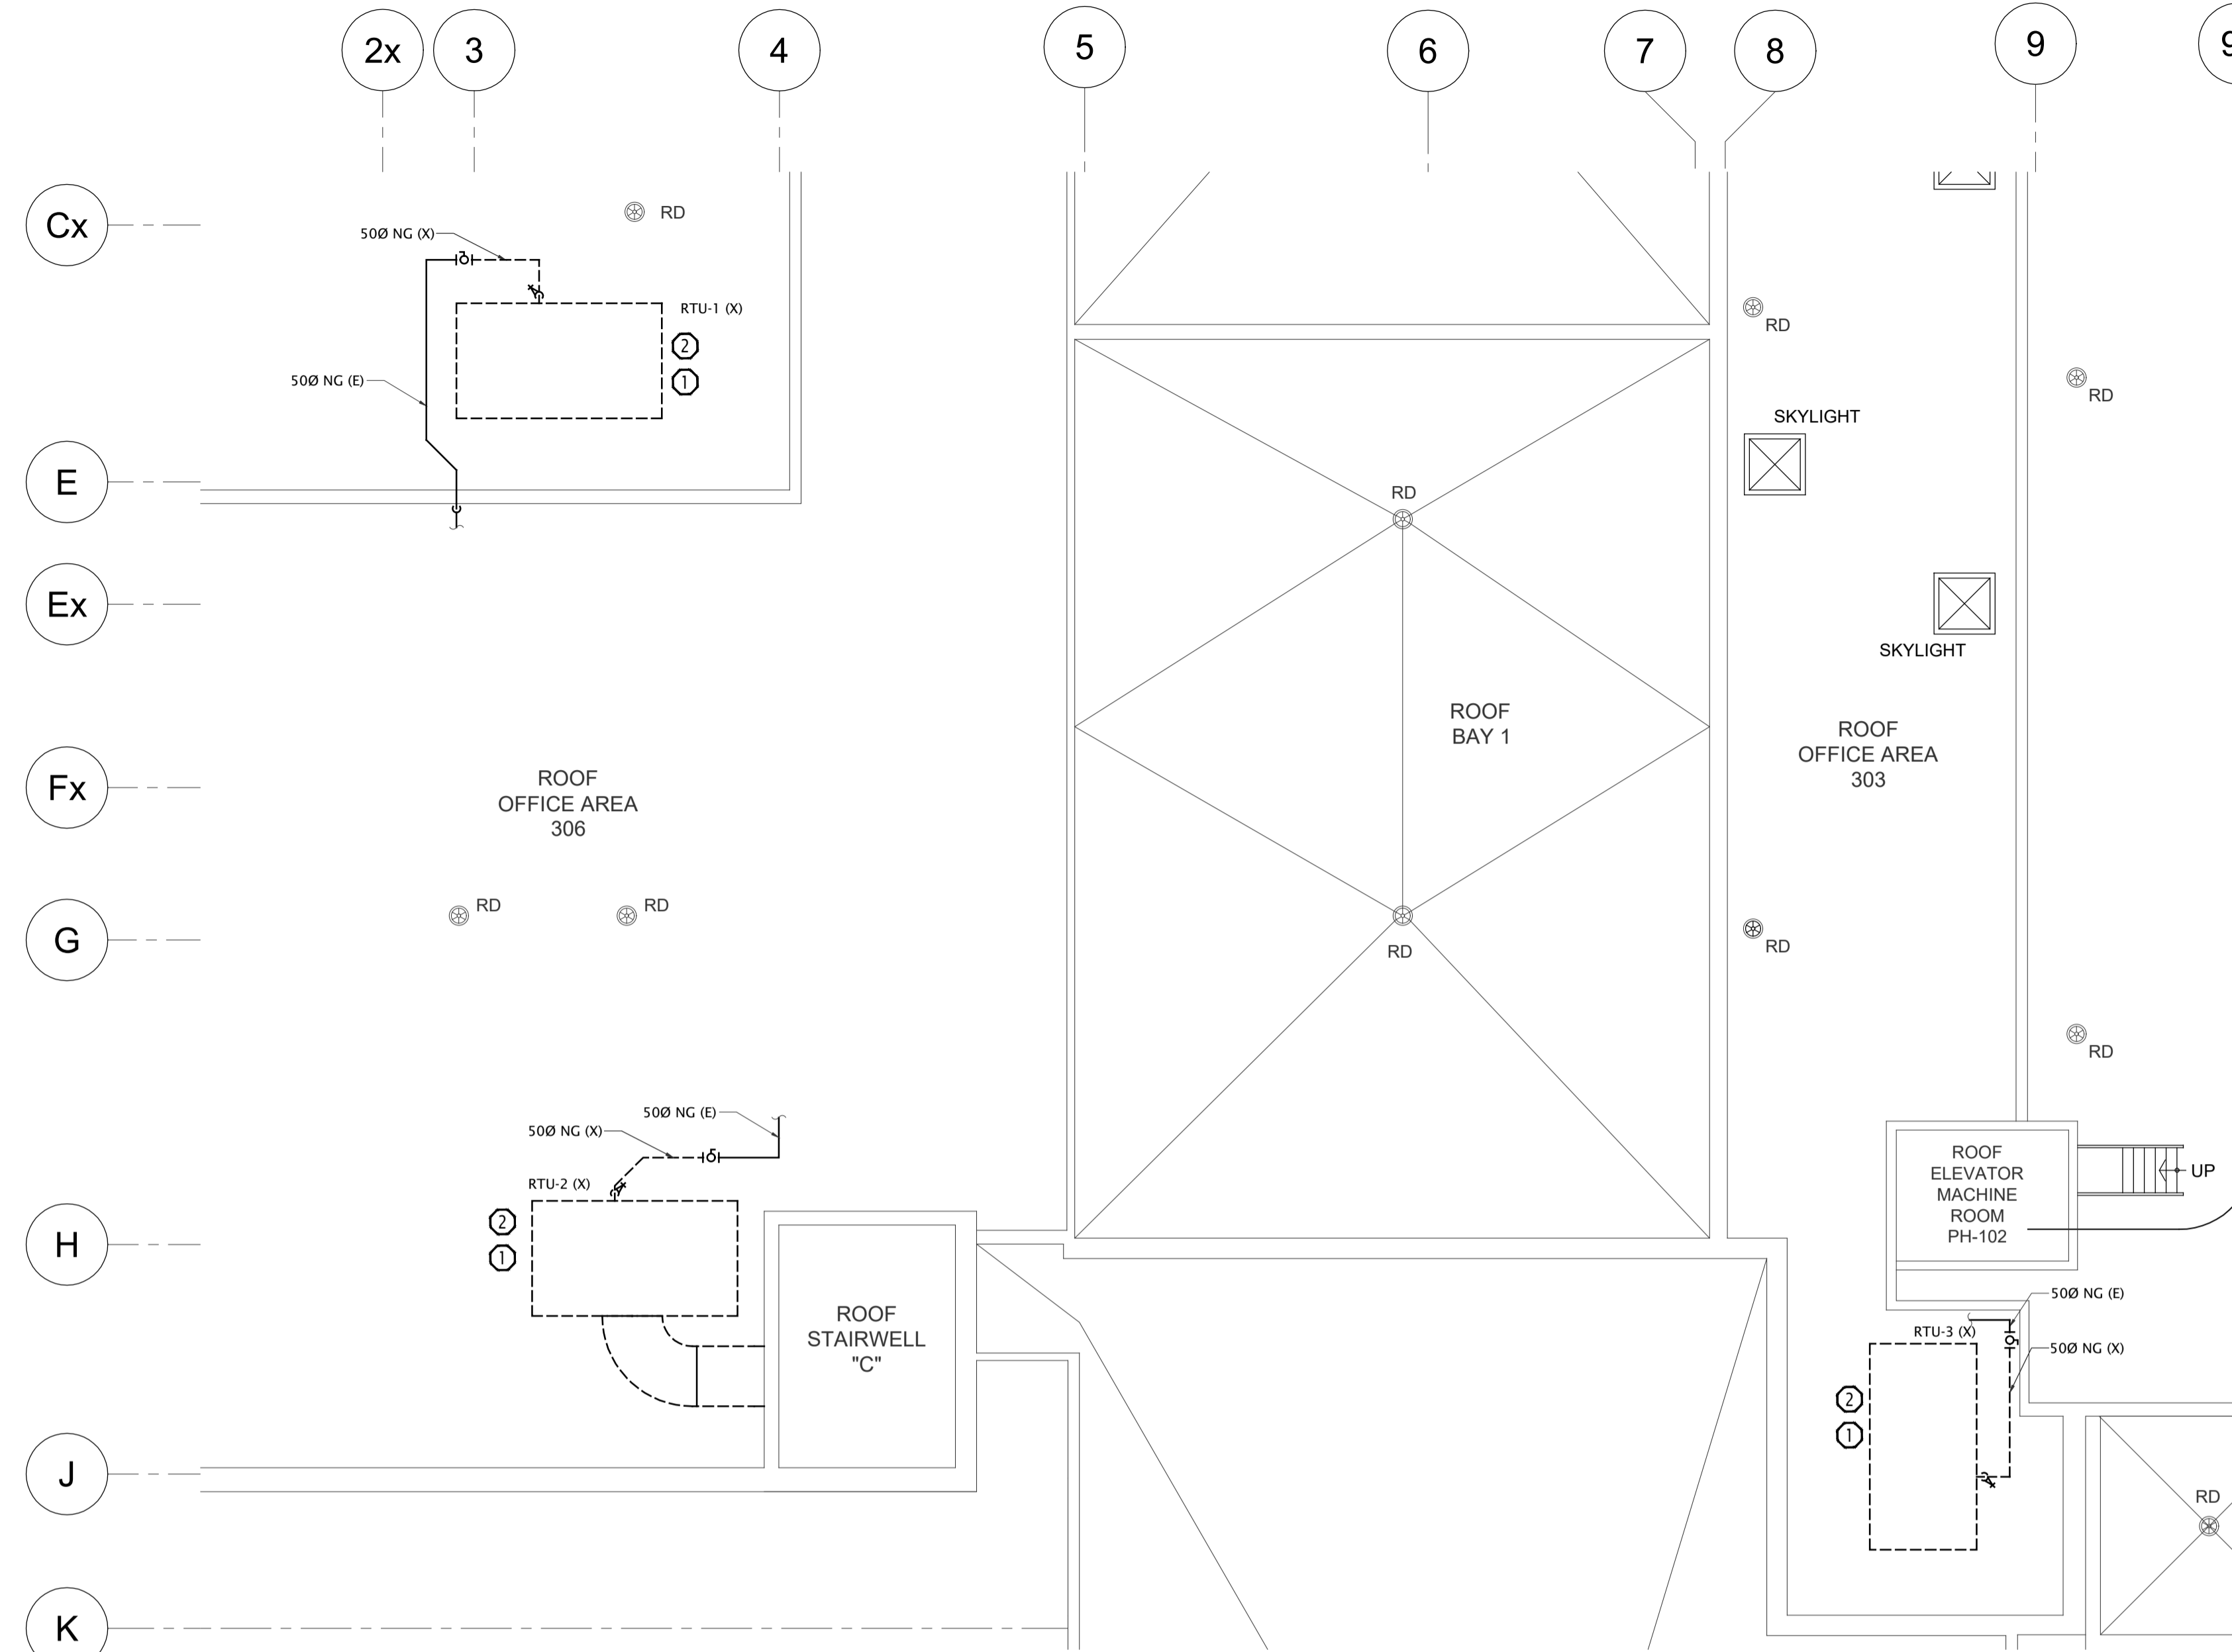 2x
3
4
5
6
7
8
9
9
Cx
RD
50Ø NG (X)
RTU-1 (X)
RD
2
50Ø NG (E)
1
RD
SKYLIGHT
E
RD
Ex
SKYLIGHT
ROOF
BAY 1
ROOF
OFFICE AREA
303
Fx
ROOF
OFFICE AREA
306
RD
RD
G
RD
RD
RD
50Ø NG (E)
50Ø NG (X)
RTU-2 (X)
2
1
H
ROOF
ELEVATOR
MACHINE
ROOM
PH-102
UP
50Ø NG (E)
RTU-3 (X)
50Ø NG (X)
ROOF
STAIRWELL
"C"
2
1
J
RD
K